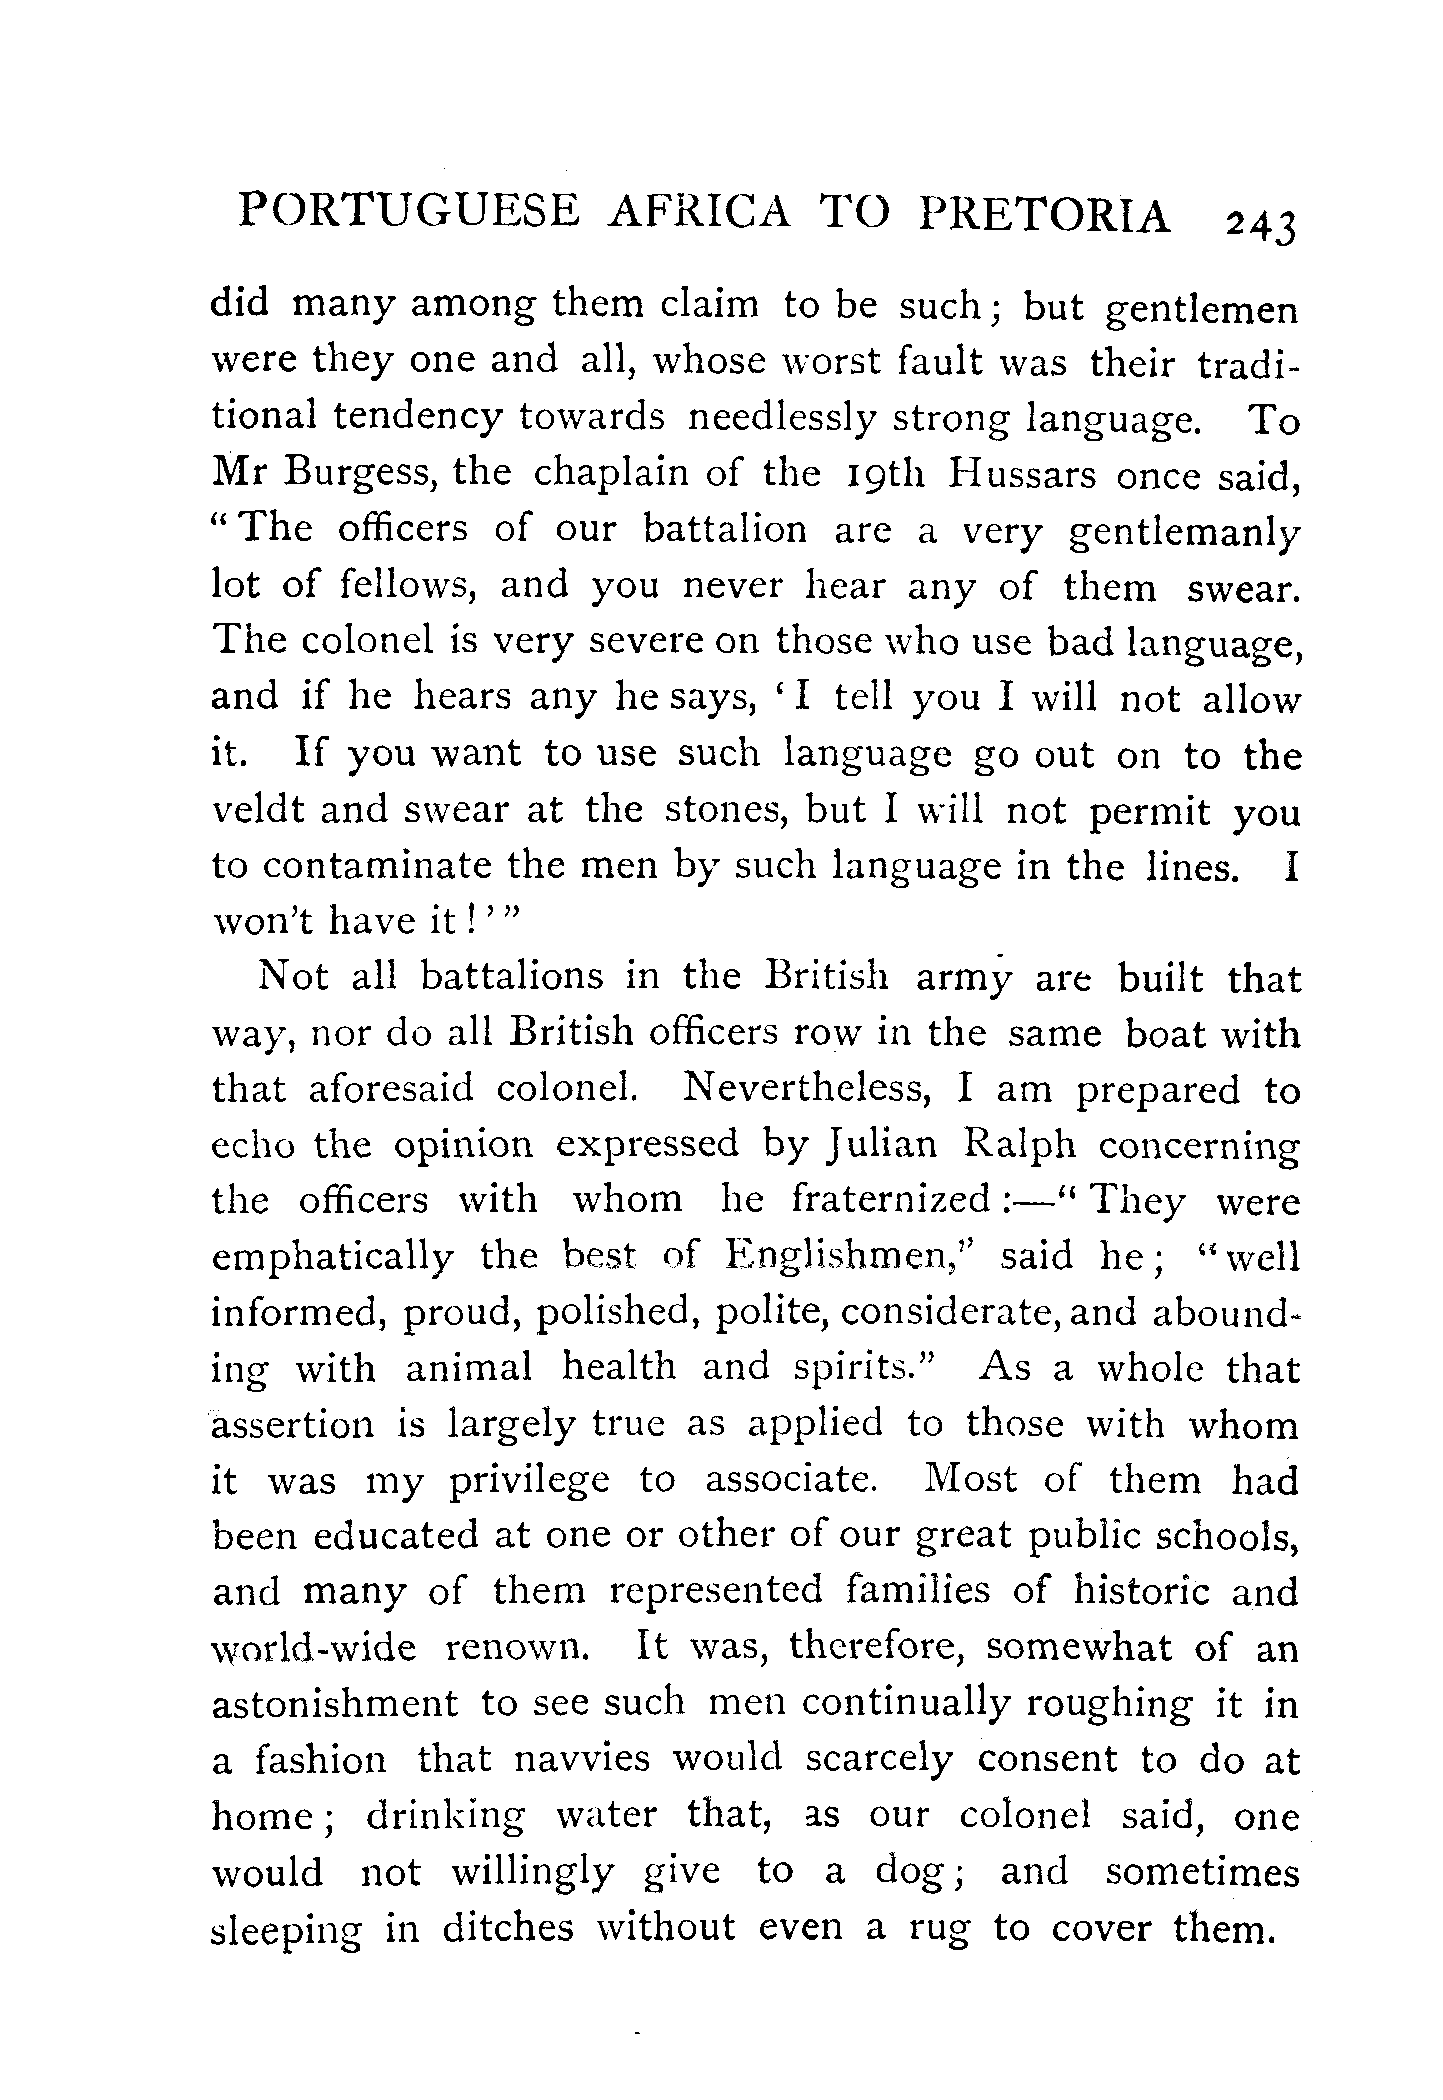 PORTUGUESE AFRICA TO PRETORIA 243
did many among them claim to be such; but gentlemen
were they one and all, whose worst fault was their tradi-
tional tendency towards needlessly strong language. To
Mr Burgess, the chaplain of the 19th Hussars once said,
"The officers of our battalion are a very gentlemanly
lot of fellows, and you never hear any of them swear.
The colonel is very severe on those who use bad language,
and if he hears any he says, 'I tell you I will not allow
it. If you want to use such language go out on to the
veldt and swear at the stones, but I will not permit you
to contaminate the men by such language in the lines. I
won't have it!'"
Not all battalions in the British army are built that
way, nor do all British officers row in the same boat with
that aforesaid colonel. Nevertheless, I am prepared to
echo the opinion expressed by Julian Ralph concerning
the officers with whom he fraternized:—"They were
emphatically the best of Englishmen," said he; "well
informed, proud, polished, polite, considerate, and abound-
ing with animal health and spirits." As a whole that
assertion is largely true as applied to those with whom
it was my privilege to associate. Most of them had
been educated at one or other of our great public schools,
and many of them represented families of historic and
world-wide renown. It was, therefore, somewhat of an
astonishment to see such men continually roughing it in
a fashion that navvies would scarcely consent to do at
home; drinking water that, as our colonel said, one
would not willingly give to a dog; and sometimes
sleeping in ditches without even a rug to cover them.